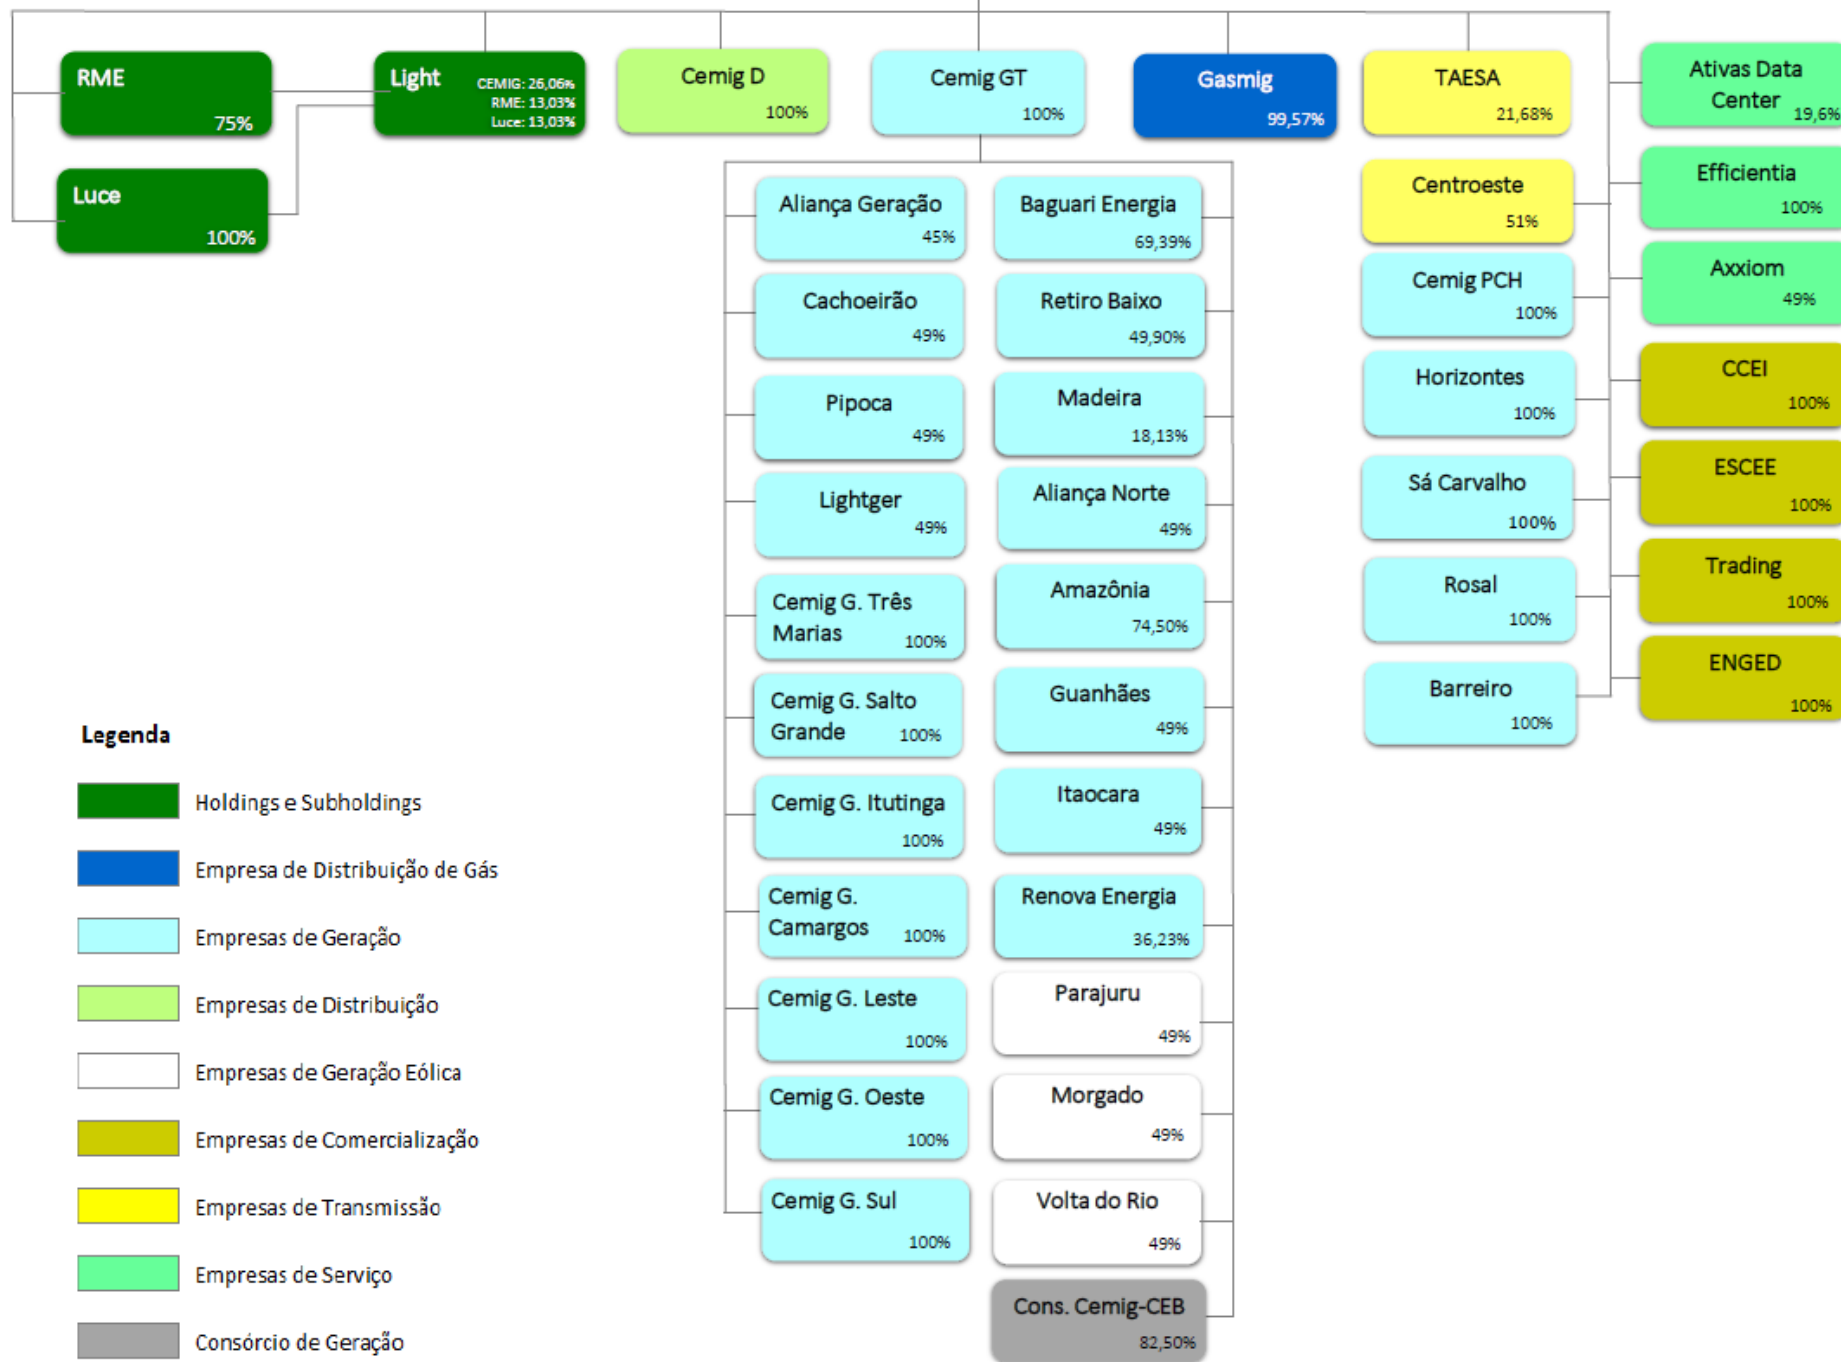 RME
75%
Luce
100%
Light
CEMIG: 26,06%
RME: 13,03%
Luce: 13,03%
Cemig D
100%
Cemig GT
100%
Gasmig
99,57%
TAESA
21,68%
Ativas Data
Center
19,6%
Centroeste
51%
Efficientia
100%
Cemig PCH
100%
Axxiom
49%
Horizontes
100%
CCEI
100%
Sá Carvalho
100%
ESCEE
100%
Rosal
100%
Trading
100%
Barreiro
100%
ENGED
100%
Aliança Geração
45%
Cachoeirão
49%
Pipoca
49%
Lightger
49%
Cemig G. Três
Marias 100%
Cemig G. Salto
Grande 100%
Cemig G. Itutinga
100%
Cemig G.
Camargos 100%
Cemig G. Leste
100%
Cemig G. Oeste
100%
Cemig G. Sul
100%
Baguari Energia
69,39%
Retiro Baixo
49,90%
Madeira
18,13%
Aliança Norte
49%
Amazônia
74,50%
Guanhães
49%
Itaocara
49%
Renova Energia
36,23%
Parajuru
49%
Morgado
49%
Volta do Rio
49%
Cons. Cemig-CEB
82,50%
Legenda
Holdings e Subholdings
Empresa de Distribuição de Gás
Empresas de Geração
Empresas de Distribuição
Empresas de Geração Eólica
Empresas de Comercialização
Empresas de Transmissão
Empresas de Serviço
Consórcio de Geração